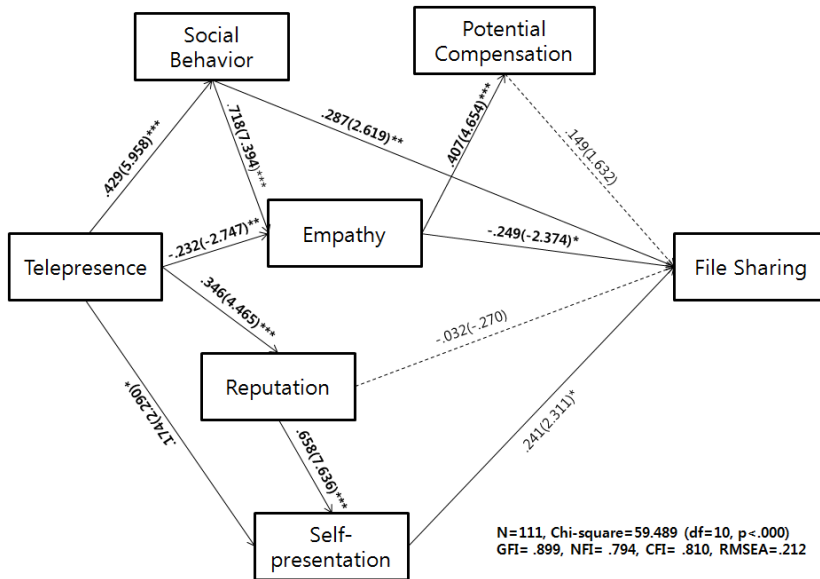 Social
Behavior
Potential
Compensation
.429(5.958)***
.718(7.394)***
.287(2.619)**
.407(4.654)***
.149(1.632)
Telepresence
-.232(-2.747)**
Empathy
-.249(-2.374)*
File Sharing
.346(4.465)***
-.032(-.270)
Reputation
.174(2.290)*
.658(7.636)***
.241(2.311)*
Self-
presentation
N=111, Chi-square=59.489 (df=10, p<.000)
GFI= .899, NFI= .794, CFI= .810, RMSEA=.212